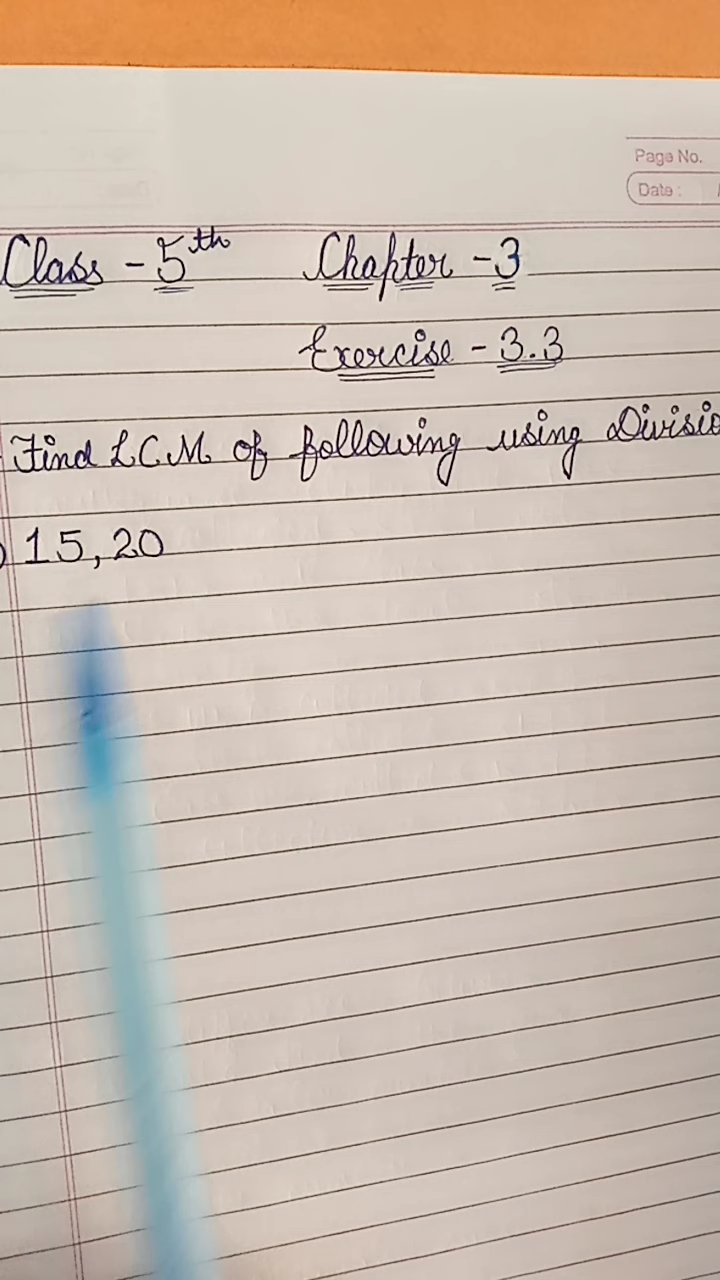 Page No.
Date :
Class - 5th Chapter - 3
Exercise - 3.3
Find L.C.M. of following using
15, 20